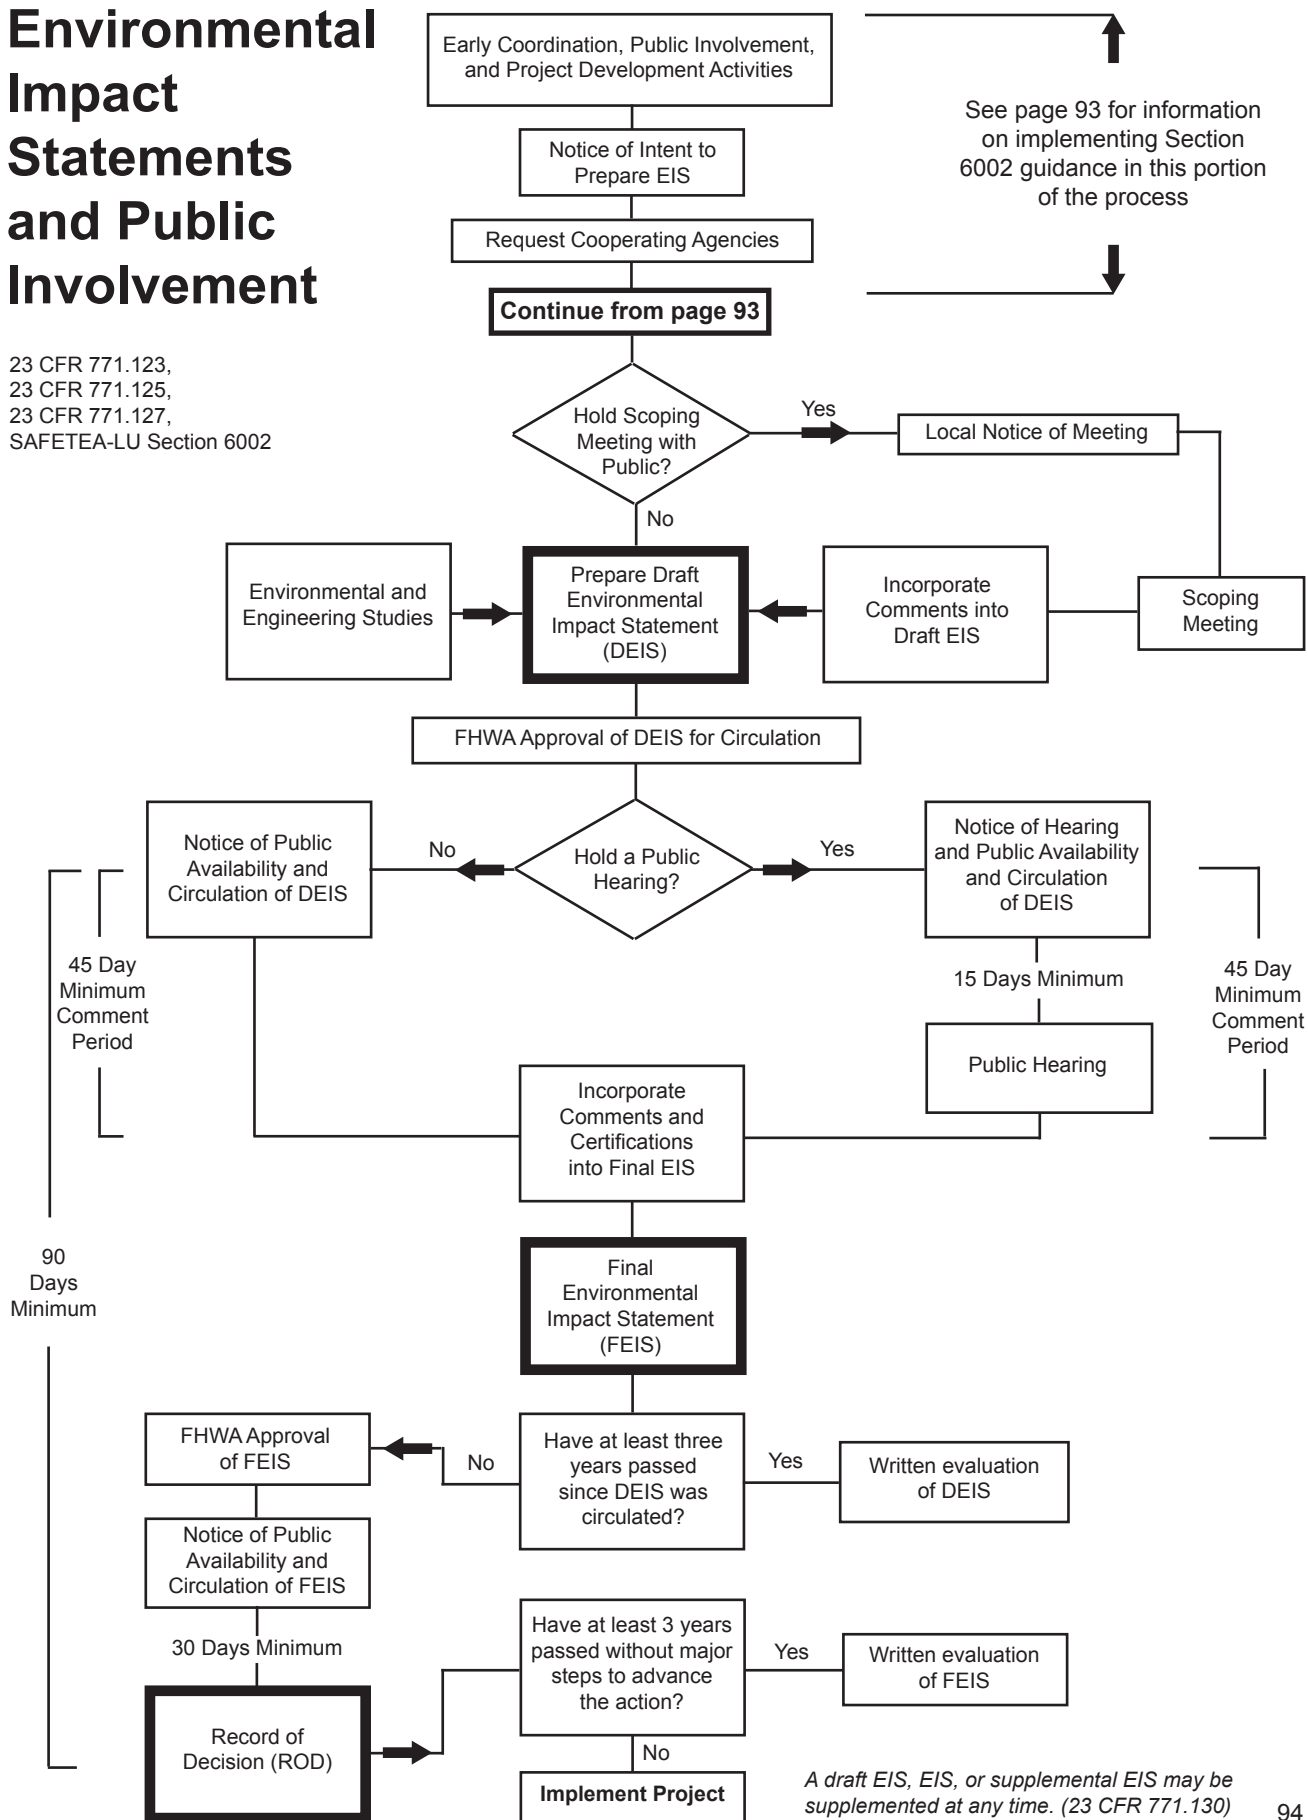 Environmental
Impact
Statements
and Public
Involvement
23 CFR 771.123,
23 CFR 771.125,
23 CFR 771.127,
SAFETEA-LU Section 6002
Early Coordination, Public Involvement,
and Project Development Activities
See page 93 for information
on implementing Section
6002 guidance in this portion
of the process
Notice of Intent to
Prepare EIS
Request Cooperating Agencies
Continue from page 93
Hold Scoping
Meeting with
Public?
Yes
Local Notice of Meeting
No
Environmental and
Engineering Studies
Prepare Draft
Environmental
Impact Statement
(DEIS)
Incorporate
Comments into
Draft EIS
Scoping
Meeting
FHWA Approval of DEIS for Circulation
Notice of Public
Availability and
Circulation of DEIS
No
Hold a Public
Hearing?
Yes
Notice of Hearing
and Public Availability
and Circulation
of DEIS
45 Day
Minimum
Comment
Period
15 Days Minimum
45 Day
Minimum
Comment
Period
Public Hearing
Incorporate
Comments and
Certifications
into Final EIS
90
Days
Minimum
Final
Environmental
Impact Statement
(FEIS)
FHWA Approval
of FEIS
No
Have at least three
years passed
since DEIS was
circulated?
Yes
Written evaluation
of DEIS
Notice of Public
Availability and
Circulation of FEIS
30 Days Minimum
Have at least 3 years
passed without major
steps to advance
the action?
Yes
Written evaluation
of FEIS
Record of
Decision (ROD)
No
Implement Project
A draft EIS, EIS, or supplemental EIS may be
supplemented at any time. (23 CFR 771.130)
94